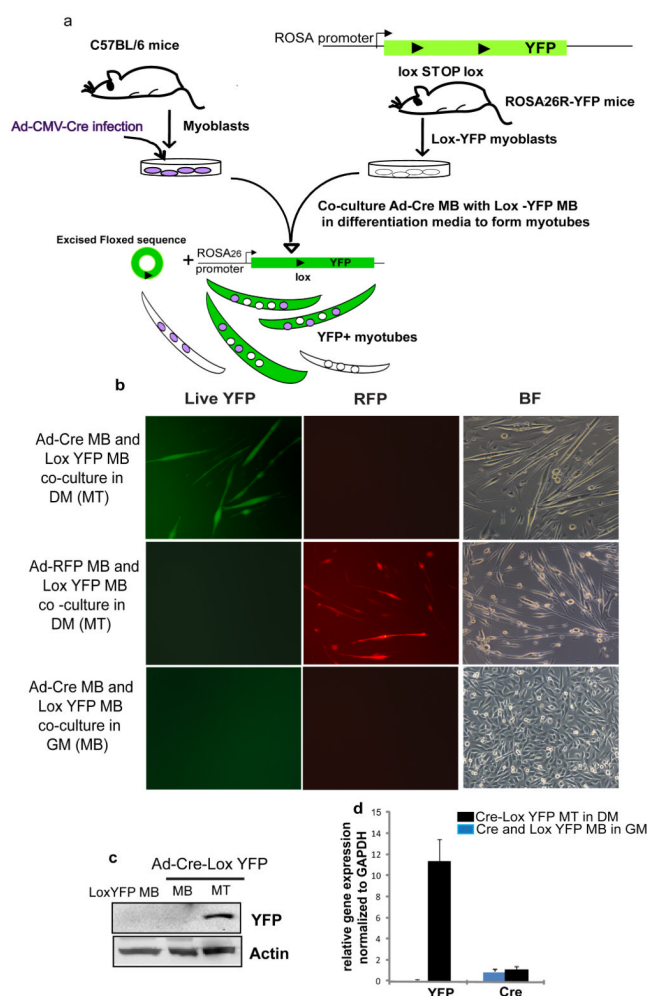 a
C57BL/6 mice
ROSA promoter
YFP
lox STOP lox
ROSA26R-YFP mice
Ad-CMV-Cre infection
Myoblasts
Lox-YFP myoblasts
Co-culture Ad-Cre MB with Lox -YFP MB
in differentiation media to form myotubes
Excised Floxed sequence
+
ROSA26
promoter
YFP
lox
YFP+ myotubes
b
Live YFP
RFP
BF
Ad-Cre MB and
Lox YFP MB
co-culture in
DM (MT)
Ad-RFP MB and
Lox YFP MB
co -culture in
DM (MT)
Ad-Cre MB and
Lox YFP MB
co-culture in
GM (MB)
c
Ad-Cre-Lox YFP
LoxYFP MB
MB
MT
YFP
Actin
d
Cre-Lox YFP MT in DM
Cre and Lox YFP MB in GM
relative gene expression
normalized to GAPDH
16
14
12
10
8
6
4
2
0
YFP
Cre